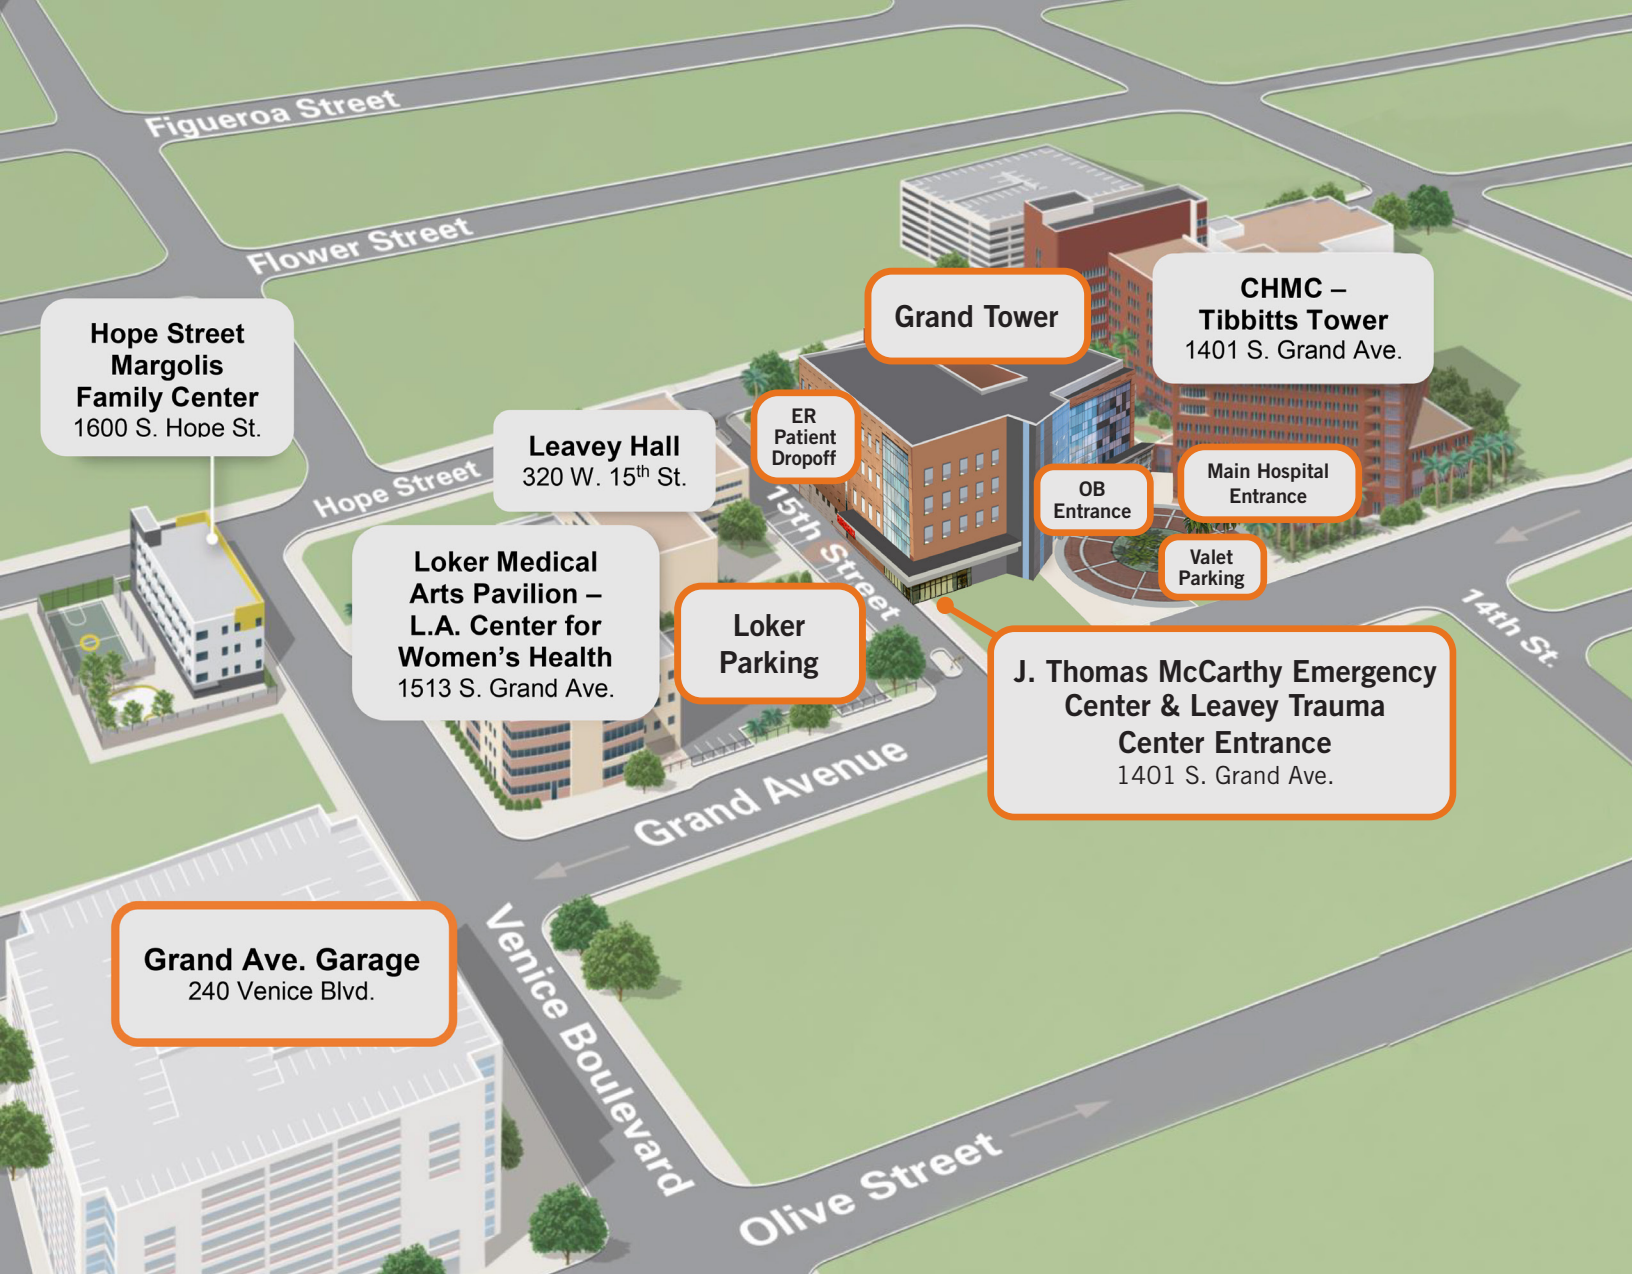 Figueroa Street
Flower Street
Hope Street
Margolis
Family Center
1600 S. Hope St.
Grand Tower
CHMC –
Tibbitts Tower
1401 S. Grand Ave.
ER
Patient
Dropoff
Leavey Hall
320 W. 15th St.
Hope Street
15th Street
OB
Entrance
Main Hospital
Entrance
Valet
Parking
14th St.
Loker Medical
Arts Pavilion –
L.A. Center for
Women's Health
1513 S. Grand Ave.
Loker
Parking
J. Thomas McCarthy Emergency
Center & Leavey Trauma
Center Entrance
1401 S. Grand Ave.
Grand Avenue
Grand Ave. Garage
240 Venice Blvd.
Venice Boulevard
Olive Street